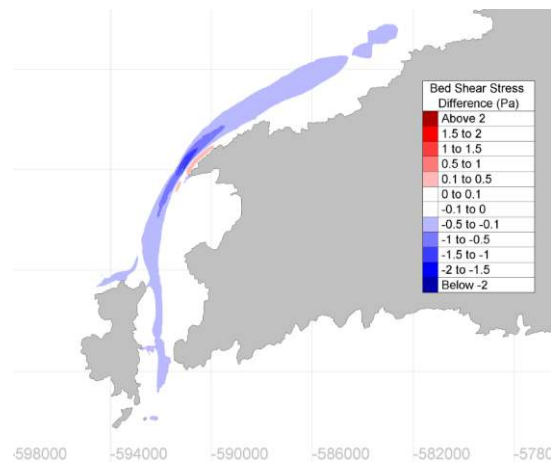 Bed Shear Stress
Difference (Pa)
Above 2
1.5 to 2
1 to 1.5
0.5 to 1
0.1 to 0.5
0 to 0.1
-0.1 to 0
-0.5 to -0.1
-1 to -0.5
-1.5 to -1
-2 to -1.5
Below -2
-598000 -594000 -590000 -586000 -582000 -5780